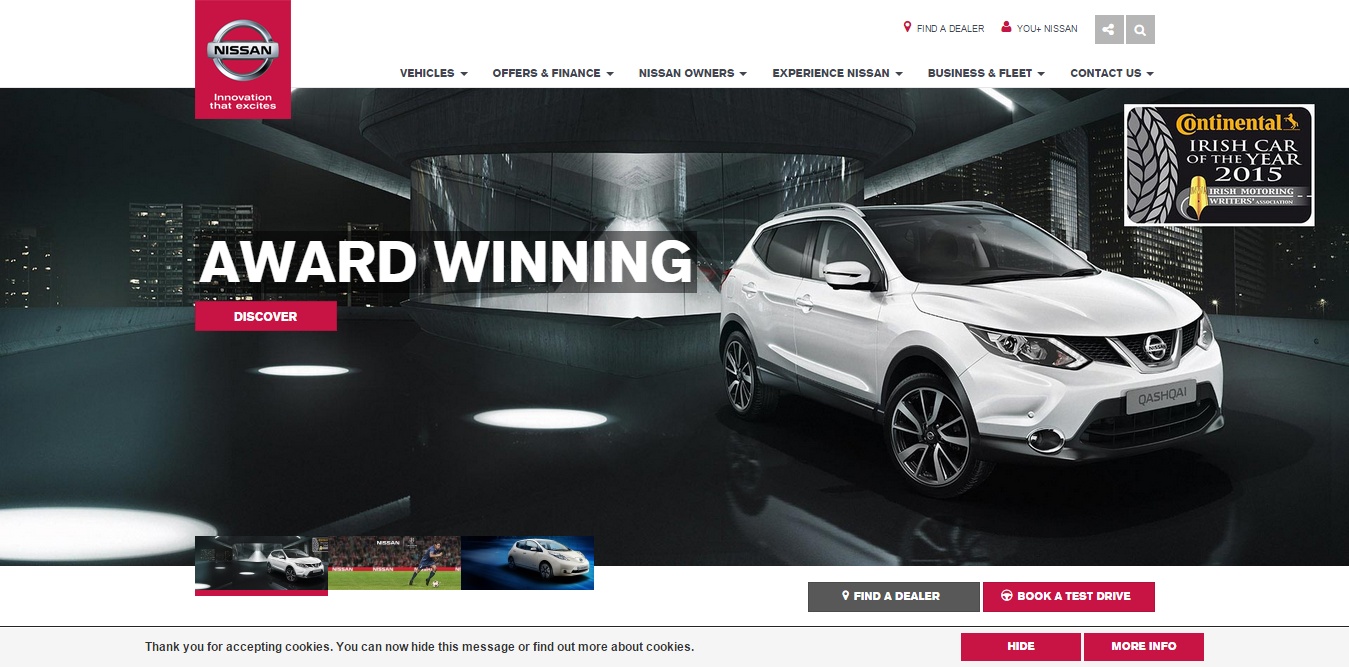 NISSAN
Innovation
that excites
FIND A DEALER
YOU+ NISSAN
VEHICLES
OFFERS & FINANCE
NISSAN OWNERS
EXPERIENCE NISSAN
BUSINESS & FLEET
CONTACT US
Continental
IRISH CAR
OF THE YEAR
2015
IRISH MOTORING
WRITERS' ASSOCIATION
AWARD WINNING
DISCOVER
NISSAN
QASHQAI
NISSAN
NISSAN NISSAN
FIND A DEALER
BOOK A TEST DRIVE
Thank you for accepting cookies. You can now hide this message or find out more about cookies.
HIDE
MORE INFO